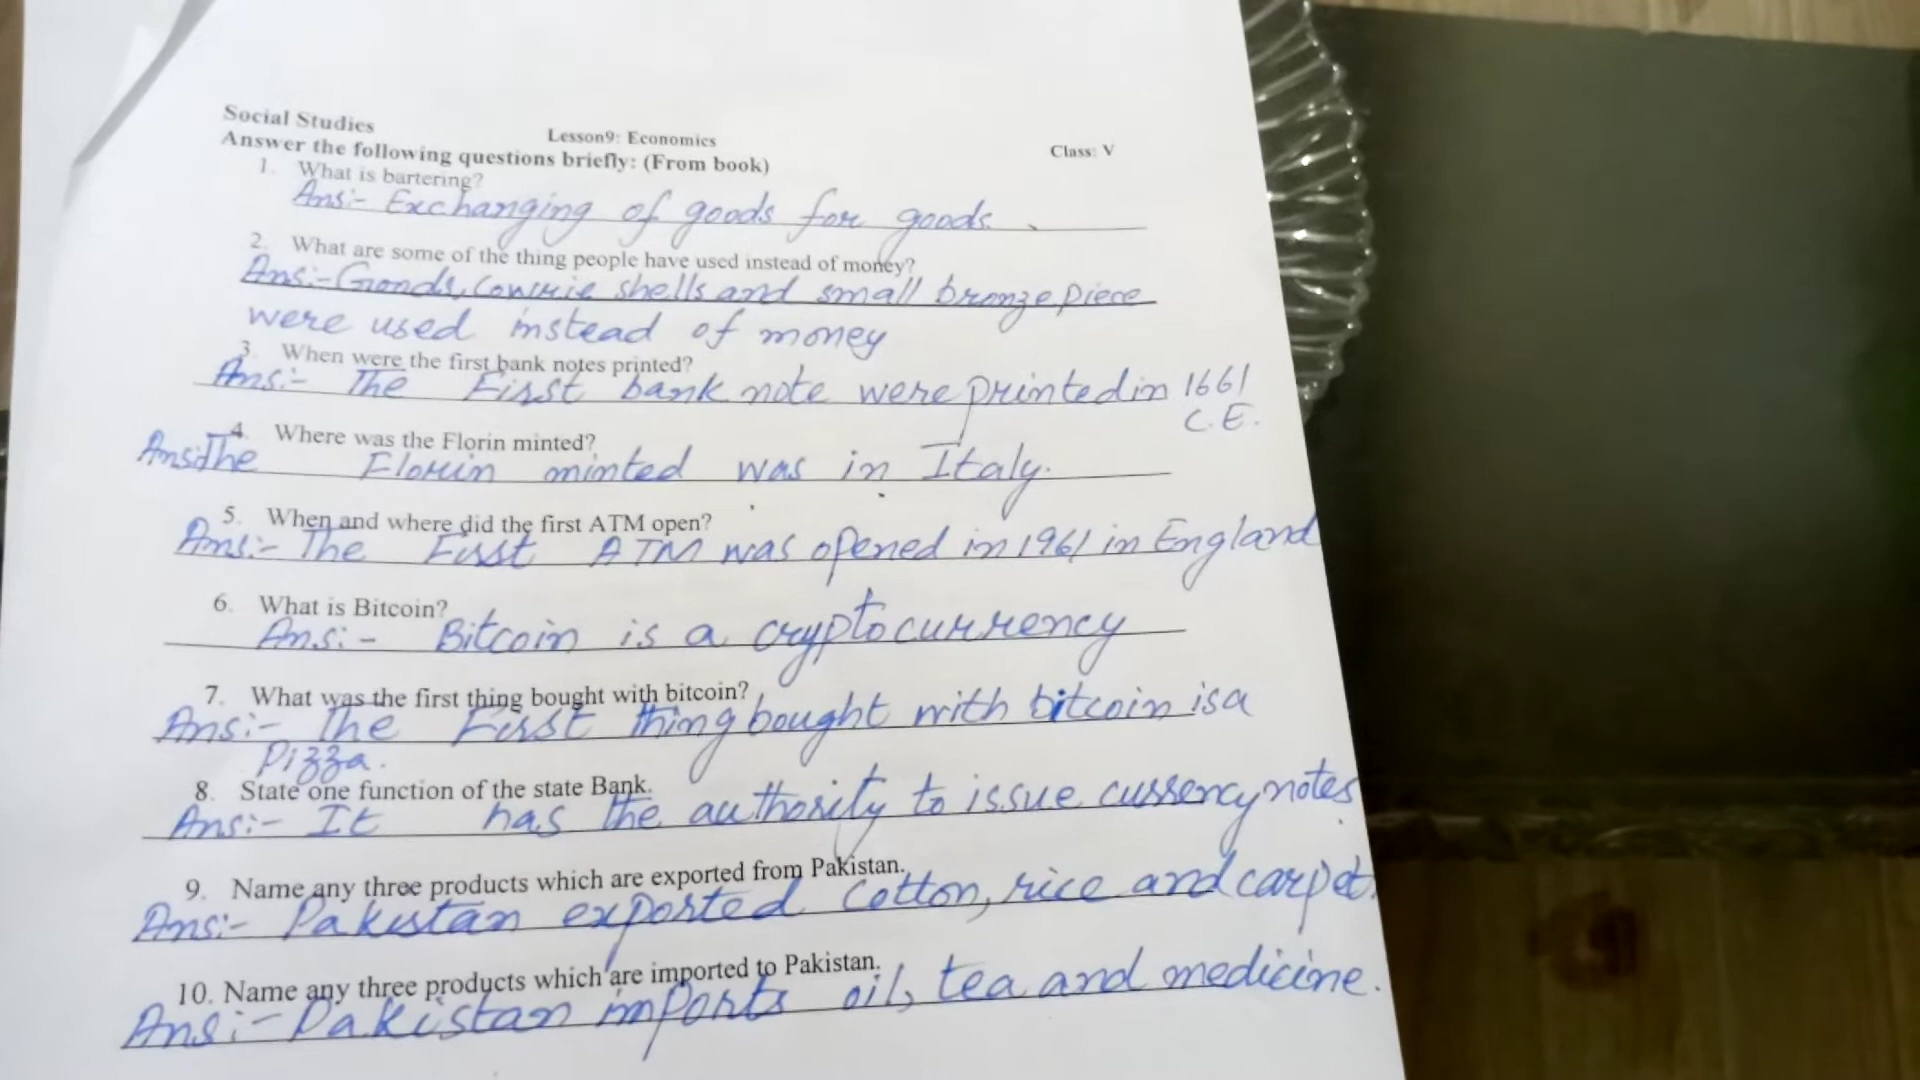 Social Studies
Lesson9: Economics
Class: V
Answer the following questions briefly: (From book)
1. What is bartering?
Ans:- Exchanging of goods for goods.
2. What are some of the thing people have used instead of money?
Ans:- Goods, Cowrie shells and small bronze piece
were used instead of money
3. When were the first bank notes printed?
Ans:- The First bank note were printed in 1661
C.E.
4. Where was the Florin minted?
Ans: The Florin minted was in Italy.
5. When and where did the first ATM open?
Ans:- The First ATM was opened in 1961 in England
6. What is Bitcoin?
Ans:- Bitcoin is a cryptocurrency
7. What was the first thing bought with bitcoin?
Ans:- The First thing bought with bitcoin is a
Pizza.
8. State one function of the state Bank.
Ans:- It has the authority to issue currency notes
9. Name any three products which are exported from Pakistan.
Ans:- Pakistan exported Cotton, rice and carpet.
10. Name any three products which are imported to Pakistan.
Ans:- Pakistan imports oil, tea and medicine.